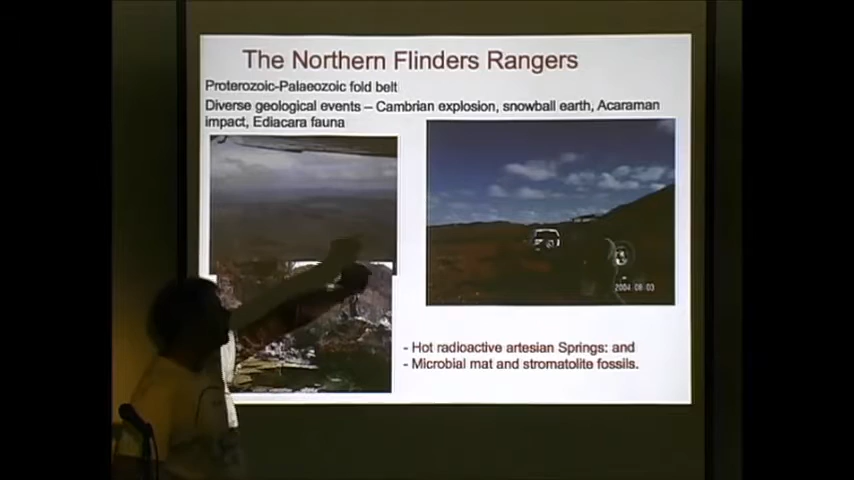 The Northern Flinders Rangers
Proterozoic-Palaeozoic fold belt
Diverse geological events – Cambrian explosion, snowball earth, Acaraman
impact, Ediacara fauna
2004 08 03
- Hot radioactive artesian Springs: and
- Microbial mat and stromatolite fossils.